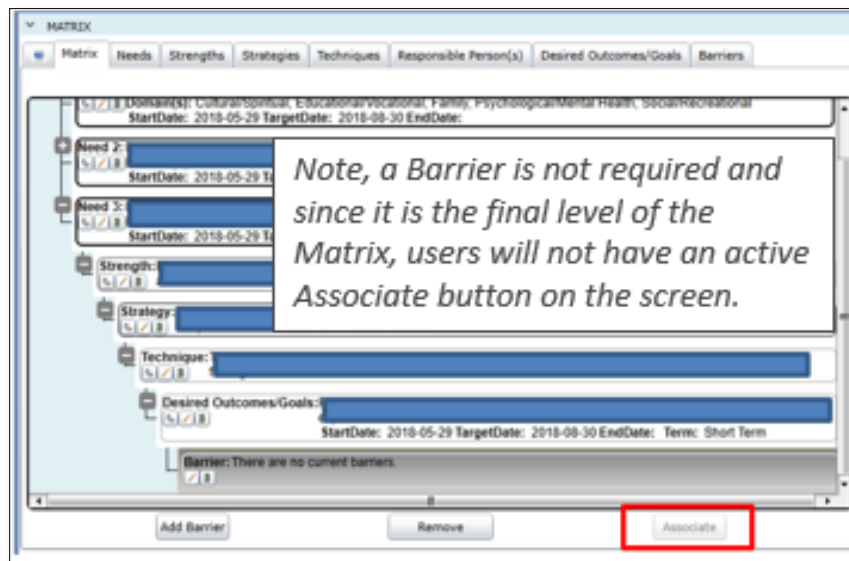 MATRIX
Matrix Needs Strengths Strategies Techniques Responsible Person(s) Desired Outcomes/Goals Barriers
Domain(s): Cultural/Spiritual, Educational/Vocational, Family, Psychological/Mental Health, Social/Recreational
StartDate: 2018-05-29 TargetDate: 2018-08-30 EndDate:
Need 2:
StartDate: 2018-05-29
Need 3:
StartDate: 2018-05-29
Note, a Barrier is not required and
since it is the final level of the
Matrix, users will not have an active
Associate button on the screen.
Strength:
Strategy:
Technique:
Desired Outcomes/Goals:
StartDate: 2018-05-29 TargetDate: 2018-08-30 EndDate: Term: Short Term
Barrier: There are no current barriers.
Add Barrier Remove Associate